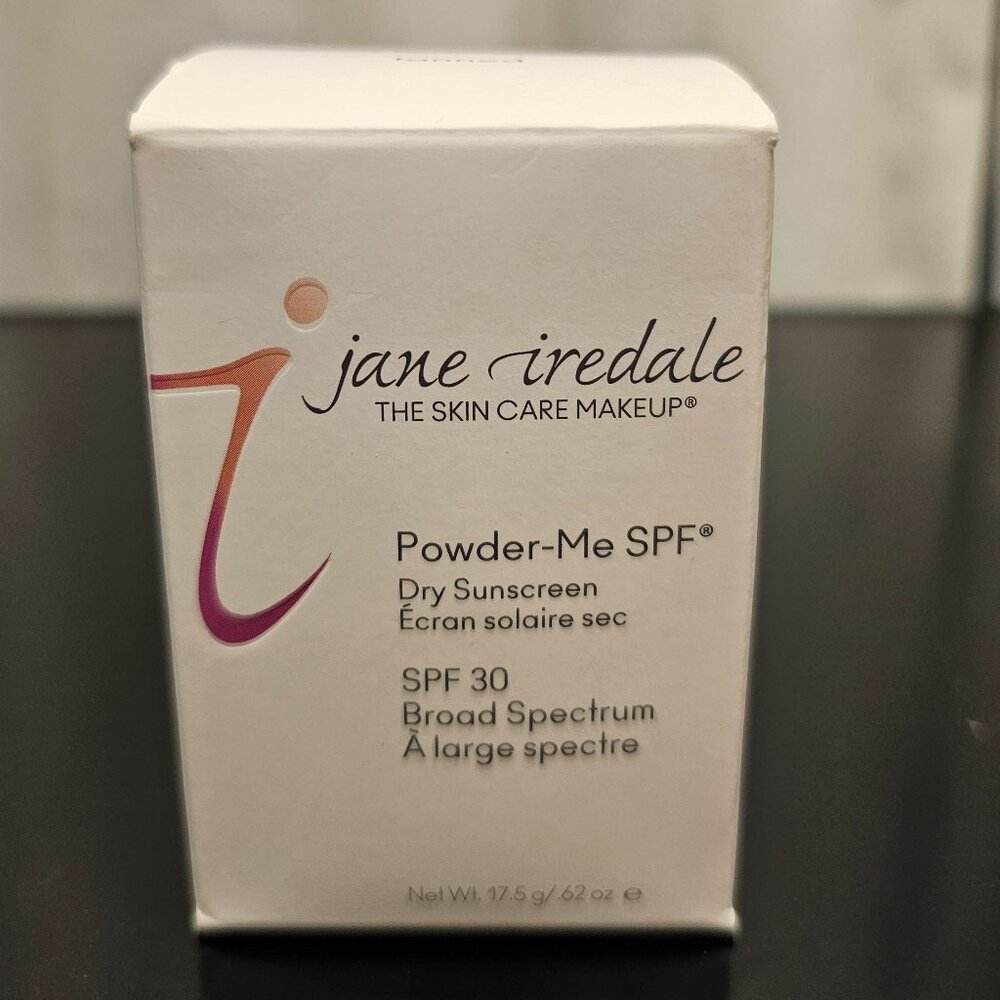 tanned
jane iredale
THE SKIN CARE MAKEUP®
Powder-Me SPF®
Dry Sunscreen
Écran solaire sec
SPF 30
Broad Spectrum
À large spectre
Net Wt. 17.5 g/ .62 oz ℮